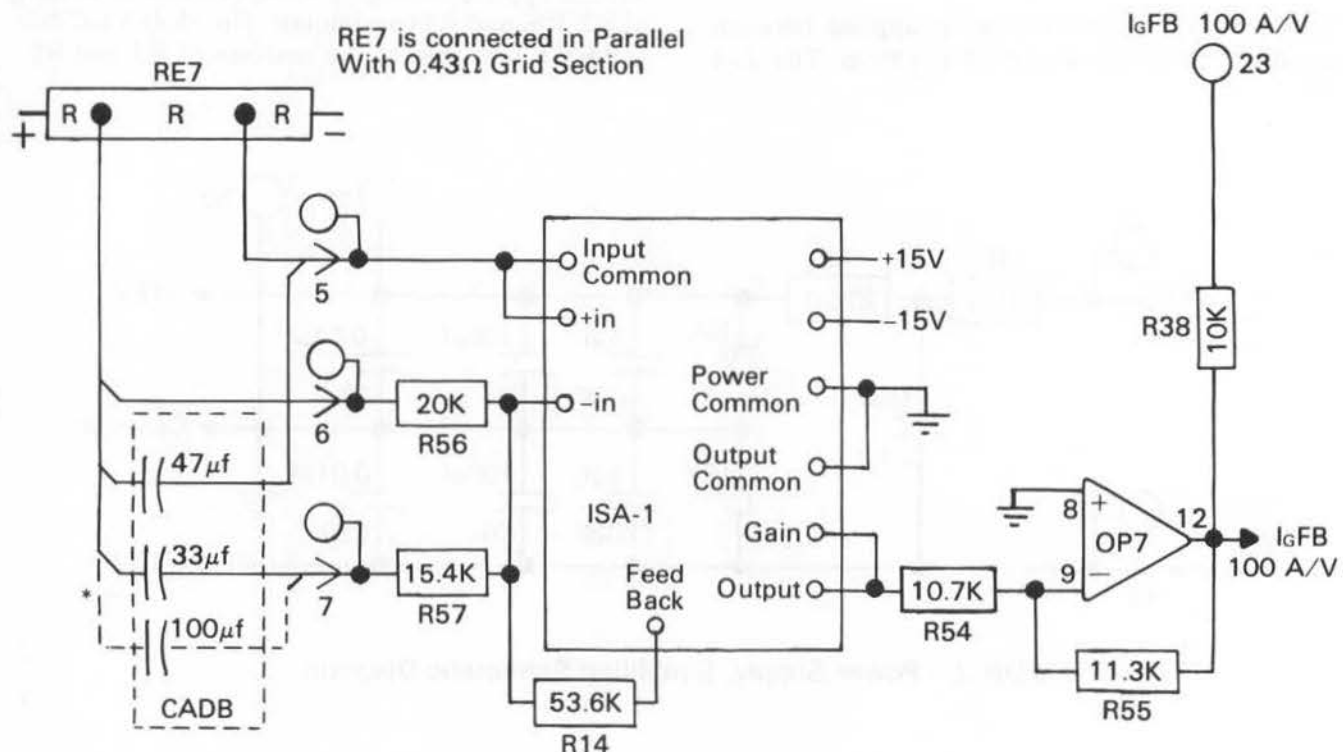 RE7 is connected in Parallel
With 0.43Ω Grid Section
IGFB 100 A/V
23
RE7
R R R
+ −
5
Input
Common
+in
+15V
−15V
R38
10K
6
20K
R56
−in
Power
Common
Output
Common
47µf
ISA-1
8
+
12
OP7
9
−
IGFB
100 A/V
33µf
7
15.4K
R57
Gain
Feed
Back
Output
10.7K
R54
*
100µf
CADB
53.6K
R14
11.3K
R55